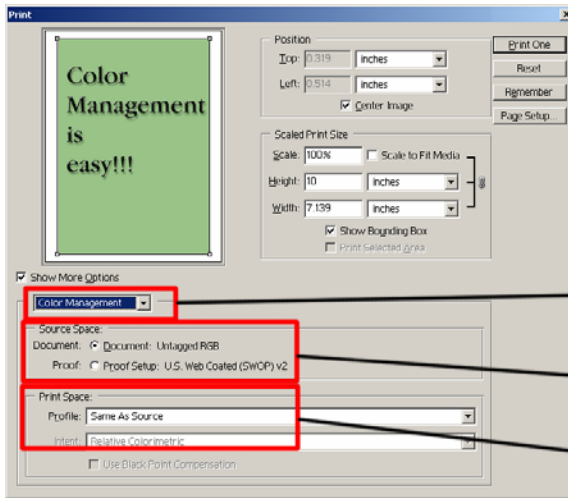 Print
Color
Management
is
easy!!!
Position
Top: 0.319 inches
Left: 0.514 inches
Center Image
Scaled Print Size
Scale: 100% Scale to Fit Media
Height: 10 inches
Width: 7.139 inches
Show Bounding Box
Print Selected Area
Print One
Reset
Remember
Page Setup...
Show More Options
Color Management
Source Space:
Document: Document: Untagged RGB
Proof: Proof Setup: U.S. Web Coated (SWOP) v2
Print Space:
Profile: Same As Source
Intent: Relative Colorimetric
Use Black Point Compensation